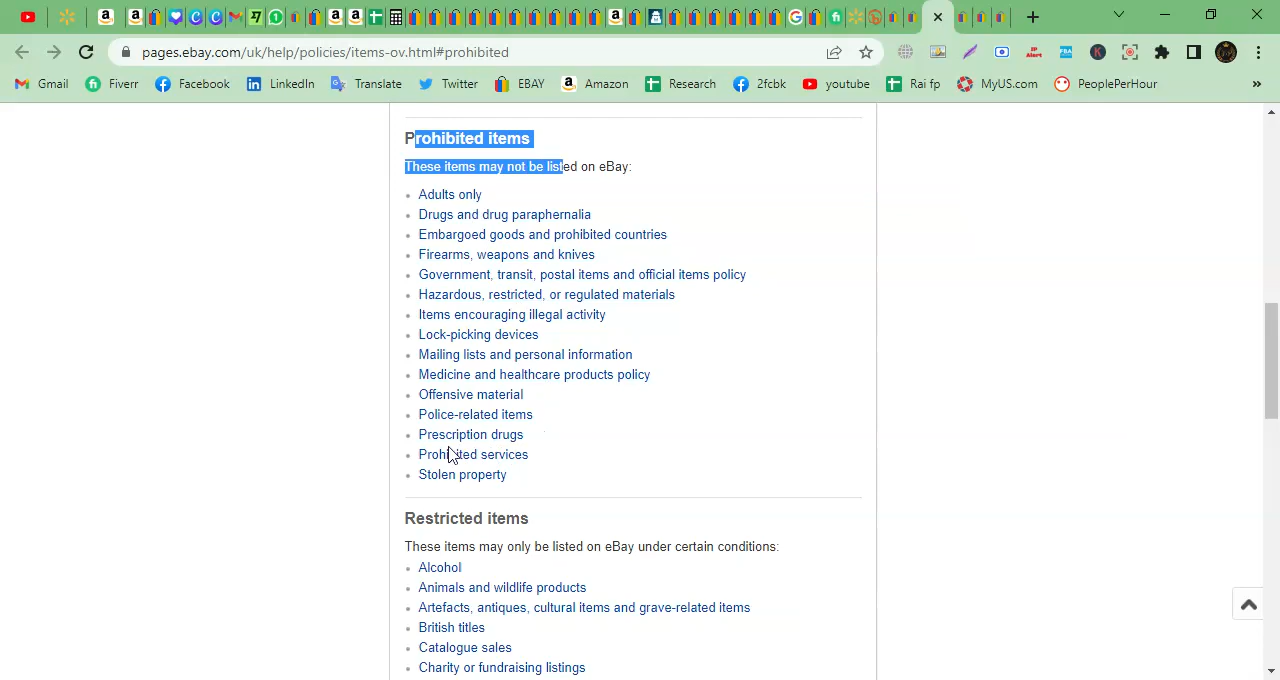 pages.ebay.com/uk/help/policies/items-ov.html#prohibited
Gmail Fiverr Facebook LinkedIn Translate Twitter EBAY Amazon Research 2fcbk youtube Rai fp MyUS.com PeoplePerHour »
Prohibited items
These items may not be listed on eBay:
Adults only
Drugs and drug paraphernalia
Embargoed goods and prohibited countries
Firearms, weapons and knives
Government, transit, postal items and official items policy
Hazardous, restricted, or regulated materials
Items encouraging illegal activity
Lock-picking devices
Mailing lists and personal information
Medicine and healthcare products policy
Offensive material
Police-related items
Prescription drugs
Prohibited services
Stolen property
Restricted items
These items may only be listed on eBay under certain conditions:
Alcohol
Animals and wildlife products
Artefacts, antiques, cultural items and grave-related items
British titles
Catalogue sales
Charity or fundraising listings